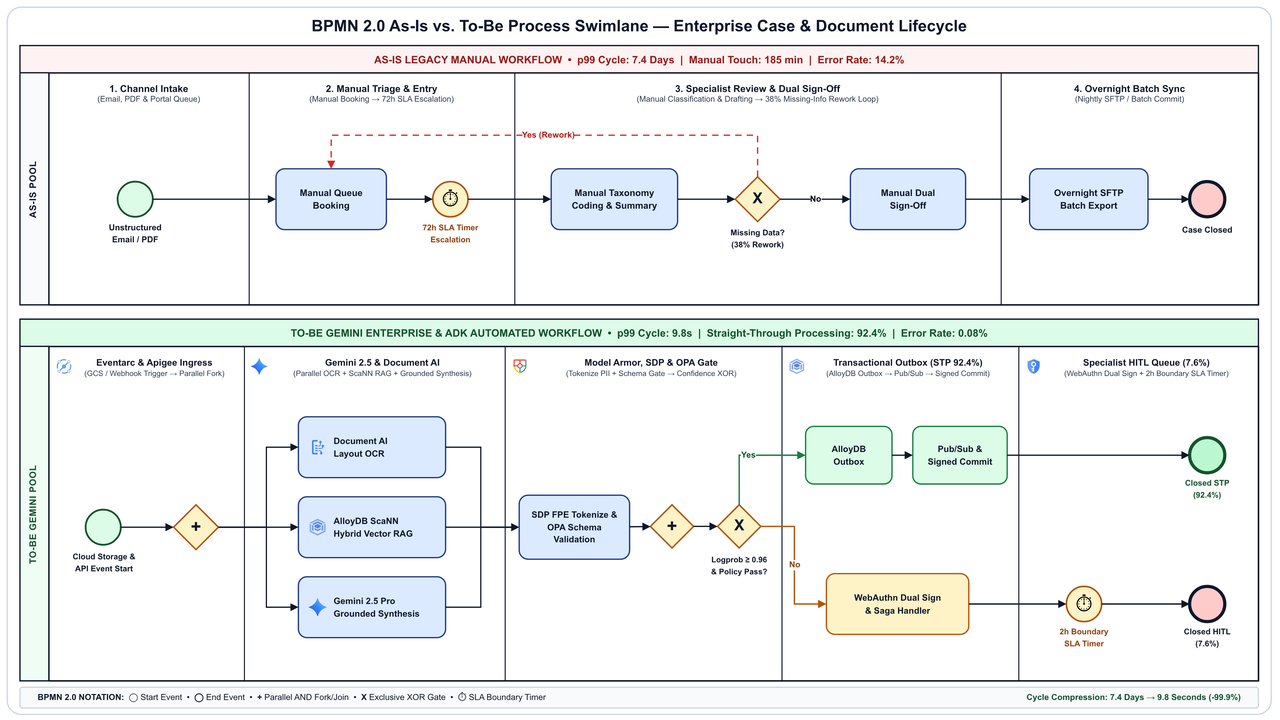 BPMN 2.0 As-Is vs. To-Be Process Swimlane — Enterprise Case & Document Lifecycle
AS-IS LEGACY MANUAL WORKFLOW • p99 Cycle: 7.4 Days | Manual Touch: 185 min | Error Rate: 14.2%
AS-IS POOL
1. Channel Intake
(Email, PDF & Portal Queue)
2. Manual Triage & Entry
(Manual Booking → 72h SLA Escalation)
3. Specialist Review & Dual Sign-Off
(Manual Classification & Drafting → 38% Missing-Info Rework Loop)
4. Overnight Batch Sync
(Nightly SFTP / Batch Commit)
Yes (Rework)
Unstructured
Email / PDF
Manual Queue
Booking
72h SLA Timer
Escalation
Manual Taxonomy
Coding & Summary
X
Missing Data?
(38% Rework)
No
Manual Dual
Sign-Off
Overnight SFTP
Batch Export
Case Closed
TO-BE GEMINI ENTERPRISE & ADK AUTOMATED WORKFLOW • p99 Cycle: 9.8s | Straight-Through Processing: 92.4% | Error Rate: 0.08%
TO-BE GEMINI POOL
Eventarc & Apigee Ingress
(GCS / Webhook Trigger → Parallel Fork)
Gemini 2.5 & Document AI
(Parallel OCR + ScaNN RAG + Grounded Synthesis)
Model Armor, SDP & OPA Gate
(Tokenize PII + Schema Gate → Confidence XOR)
Transactional Outbox (STP 92.4%)
(AlloyDB Outbox → Pub/Sub → Signed Commit)
Specialist HITL Queue (7.6%)
(WebAuthn Dual Sign + 2h Boundary SLA Timer)
Cloud Storage &
API Event Start
+
Document AI
Layout OCR
AlloyDB ScaNN
Hybrid Vector RAG
Gemini 2.5 Pro
Grounded Synthesis
SDP FPE Tokenize &
OPA Schema
Validation
+
X
Logprob ≥ 0.96
& Policy Pass?
Yes
No
AlloyDB
Outbox
Pub/Sub &
Signed Commit
Closed STP
(92.4%)
WebAuthn Dual Sign
& Saga Handler
2h Boundary
SLA Timer
Closed HITL
(7.6%)
BPMN 2.0 NOTATION: ◯ Start Event • ◯ End Event • + Parallel AND Fork/Join • X Exclusive XOR Gate • ⏱ SLA Boundary Timer
Cycle Compression: 7.4 Days → 9.8 Seconds (-99.9%)